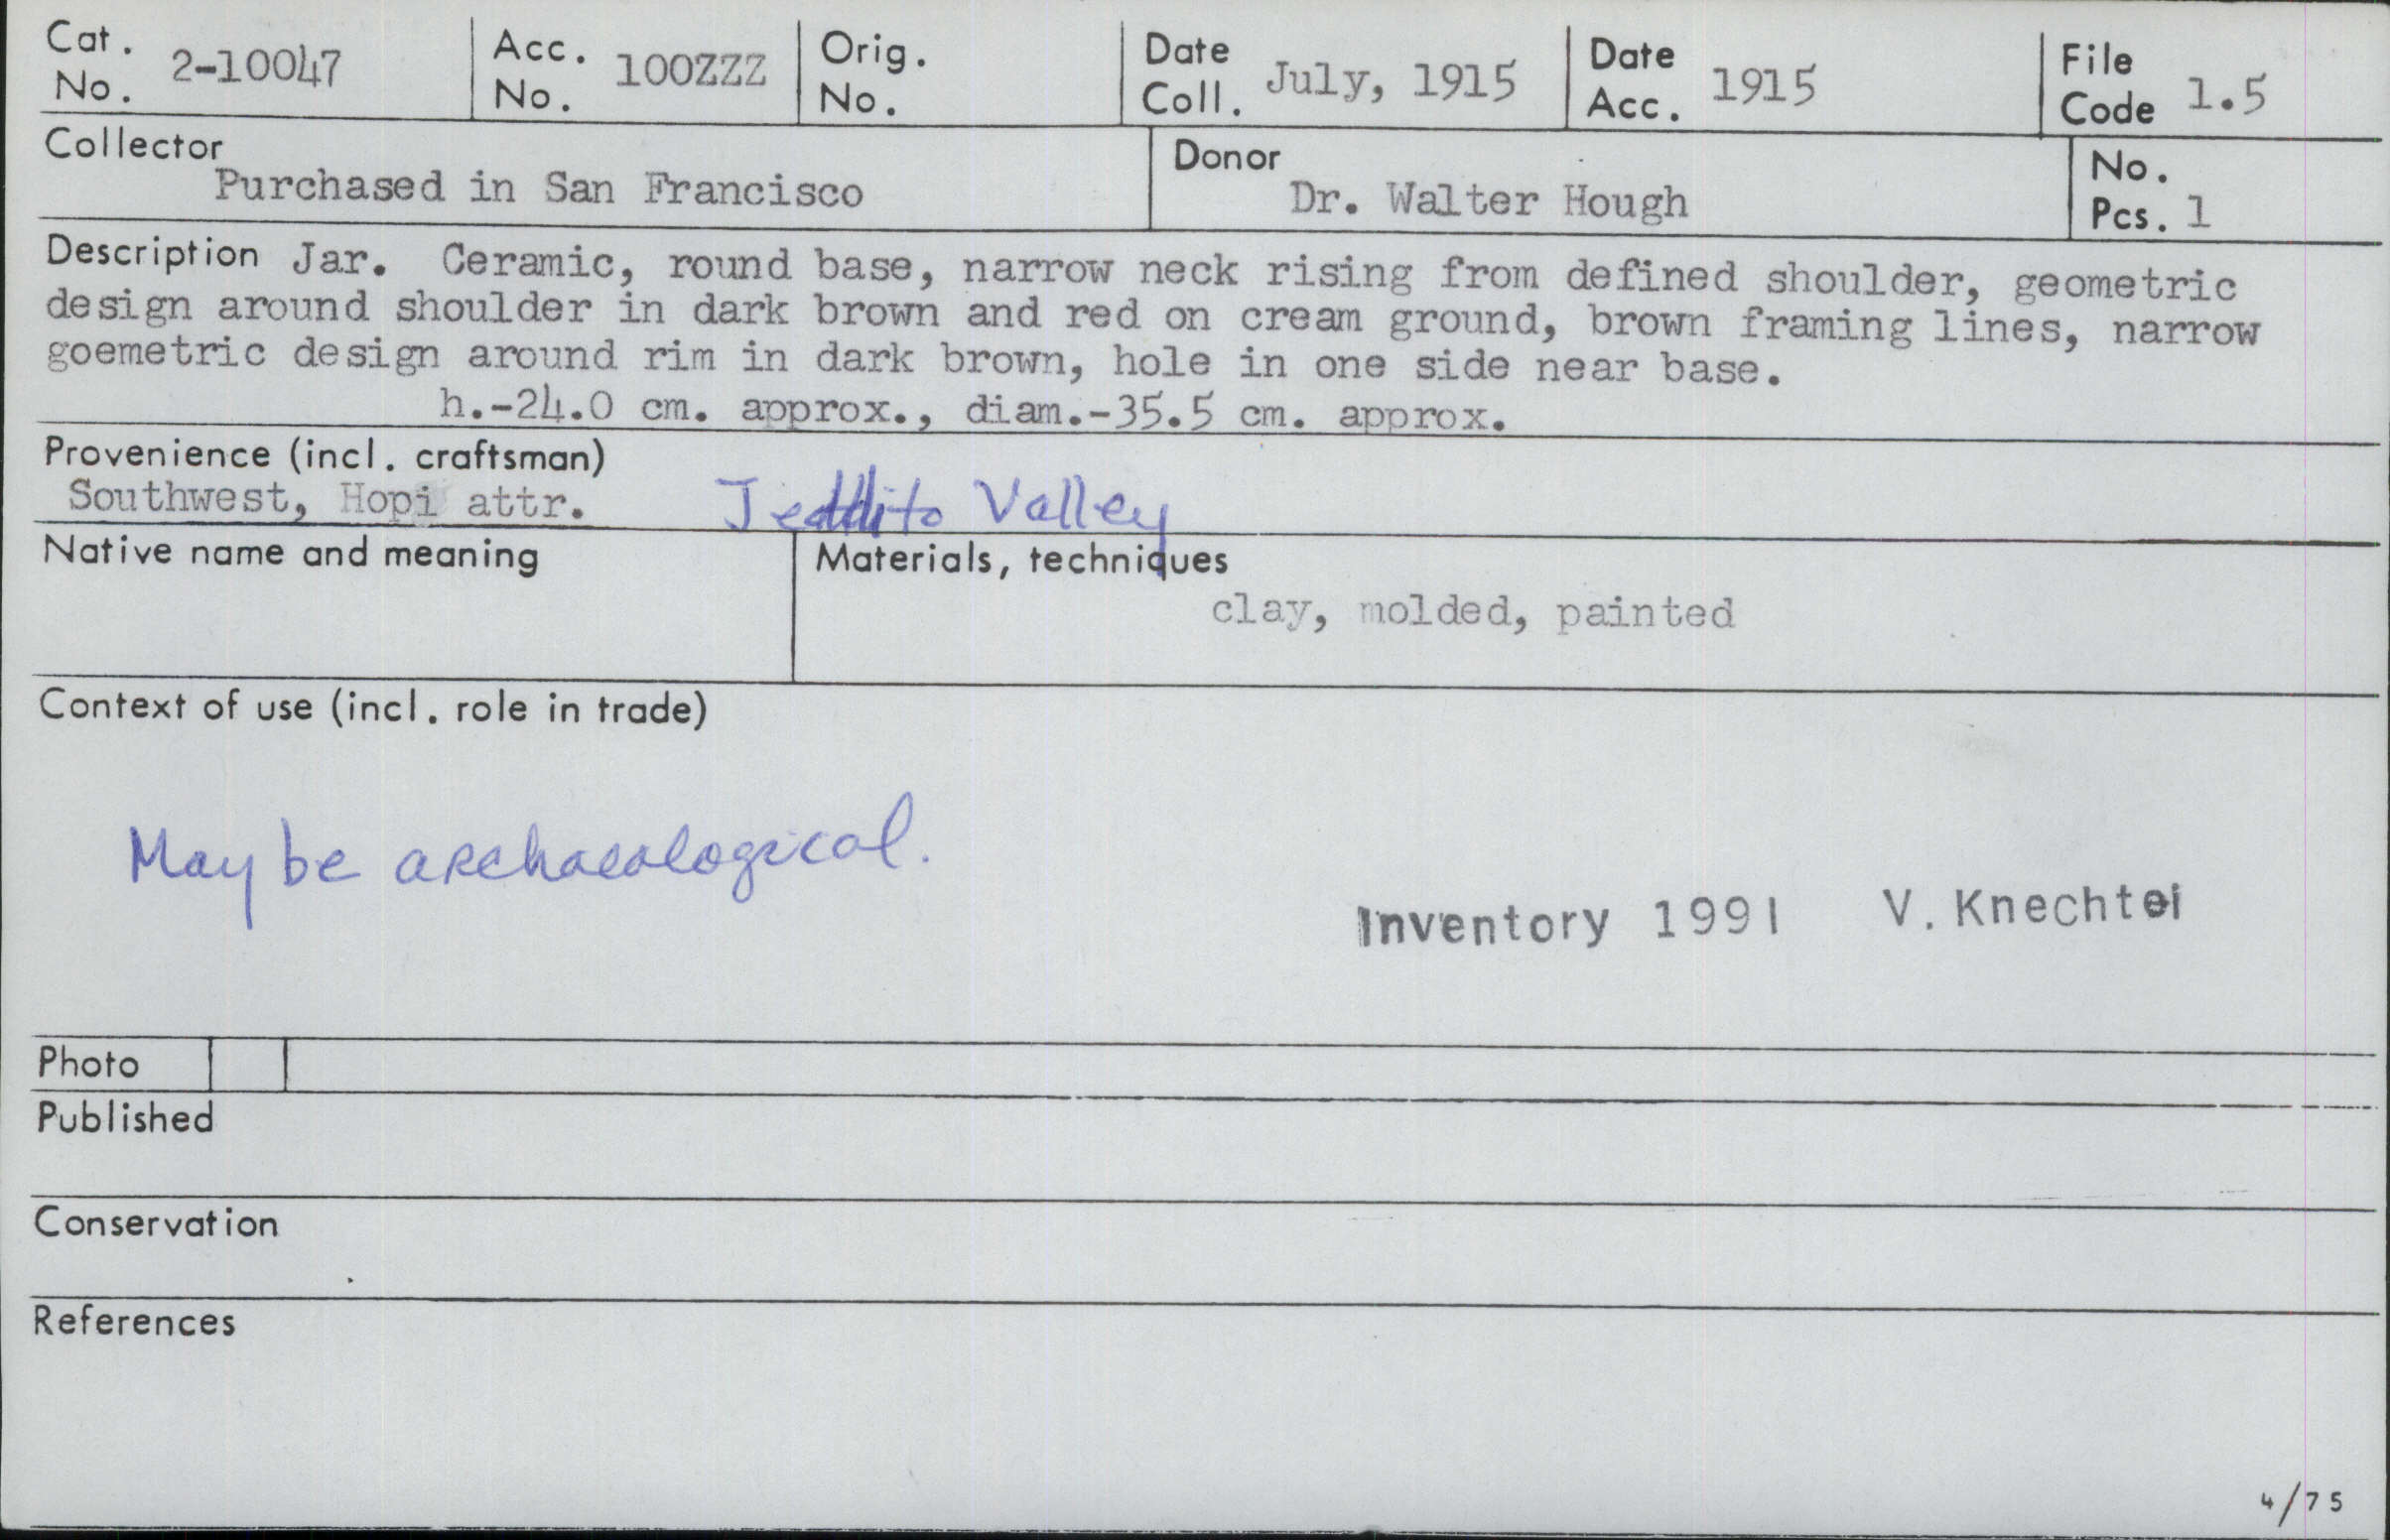 Cat. No. 2-10047 Acc. No. 100ZZZ Orig. No. Date Coll. July, 1915 Date Acc. 1915 File Code 1.5
Collector Donor No. Pcs. 1
Purchased in San Francisco Dr. Walter Hough
Description Jar. Ceramic, round base, narrow neck rising from defined shoulder, geometric
design around shoulder in dark brown and red on cream ground, brown framing lines, narrow
goemetric design around rim in dark brown, hole in one side near base.
h.-24.0 cm. approx., diam.-35.5 cm. approx.
Provenience (incl. craftsman)
Southwest, Hopi attr. Jeddito Valley
Native name and meaning Materials, techniques
clay, molded, painted
Context of use (incl. role in trade)
May be archaeological.
Inventory 1991 V. Knechtel
Photo
Published
Conservation
References
4/75